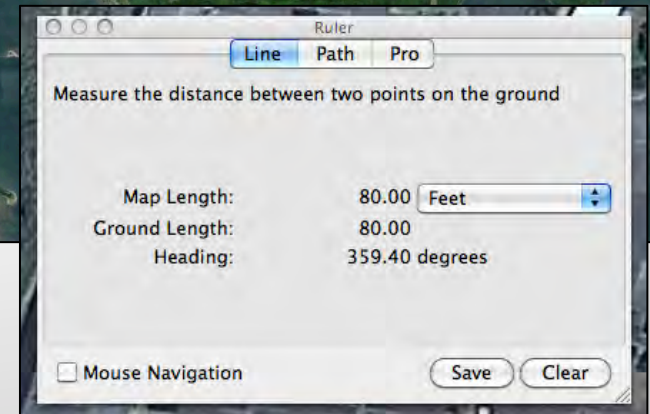 Ruler
Line Path Pro
Measure the distance between two points on the ground
Map Length: 80.00 Feet
Ground Length: 80.00
Heading: 359.40 degrees
Mouse Navigation Save Clear